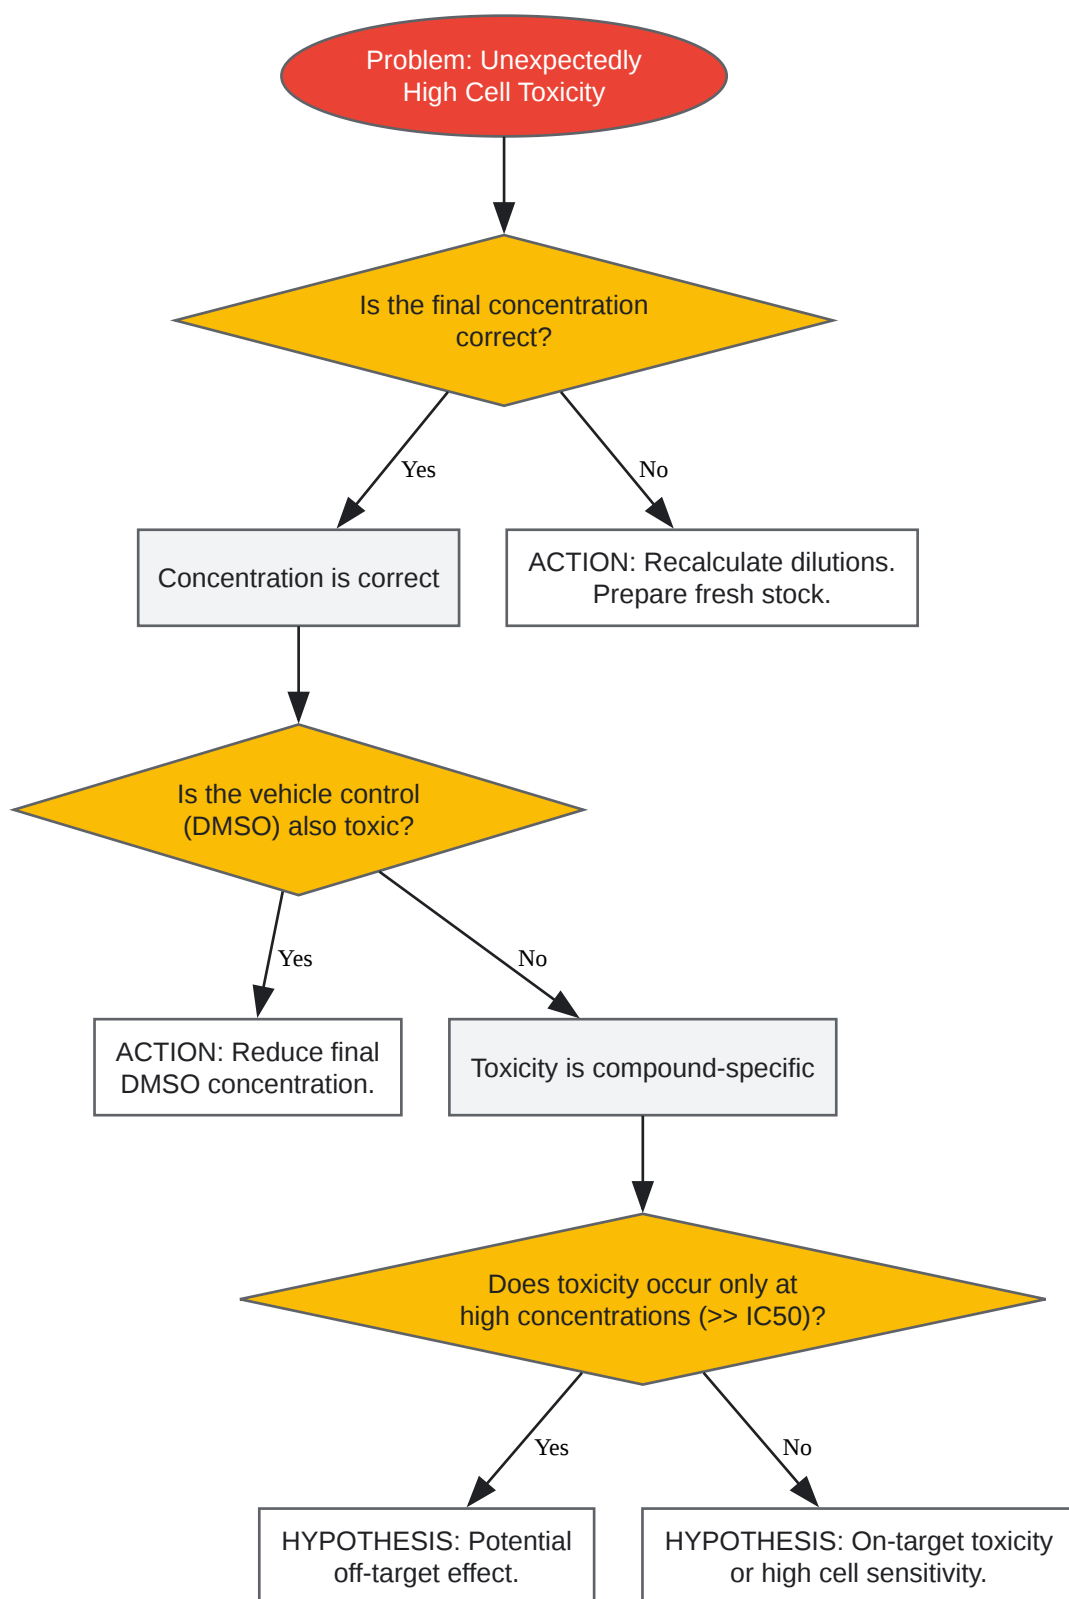 Problem: Unexpectedly
High Cell Toxicity
Is the final concentration
correct?
Yes
No
Concentration is correct
ACTION: Recalculate dilutions.
Prepare fresh stock.
Is the vehicle control
(DMSO) also toxic?
Yes
No
ACTION: Reduce final
DMSO concentration.
Toxicity is compound-specific
Does toxicity occur only at
high concentrations (>> IC50)?
Yes
No
HYPOTHESIS: Potential
off-target effect.
HYPOTHESIS: On-target toxicity
or high cell sensitivity.